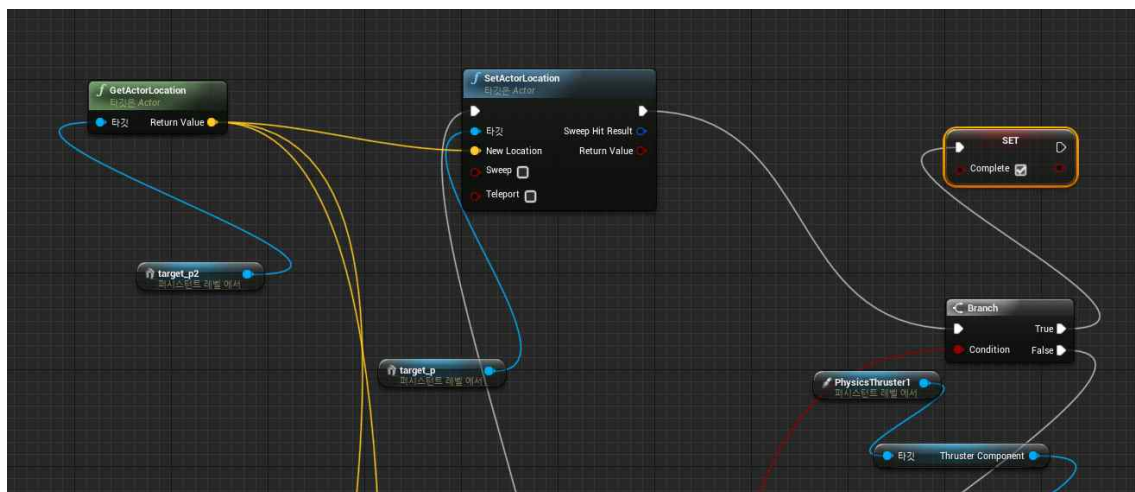 GetActorLocation
타깃은 Actor
타깃 Return Value
SetActorLocation
타깃은 Actor
타깃 Sweep Hit Result
New Location Return Value
Sweep
Teleport
SET
Complete
target_p2
퍼시스턴트 레벨 에서
target_p
퍼시스턴트 레벨 에서
Branch
True
Condition False
PhysicsThruster1
퍼시스턴트 레벨 에서
타깃 Thruster Component